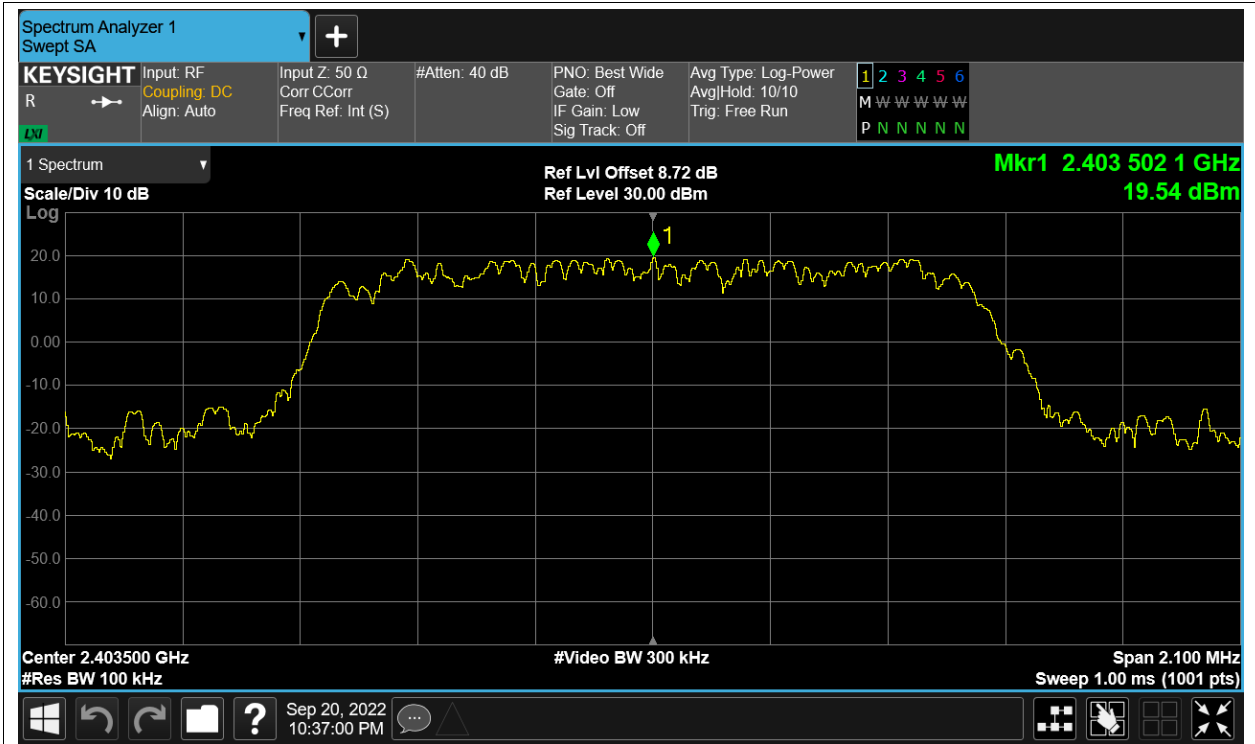 Spectrum Analyzer 1
Swept SA
KEYSIGHT
R
LXI
Input: RF
Coupling: DC
Align: Auto
Input Z: 50 Ω
Corr CCorr
Freq Ref: Int (S)
#Atten: 40 dB
PNO: Best Wide
Gate: Off
IF Gain: Low
Sig Track: Off
Avg Type: Log-Power
Avg|Hold: 10/10
Trig: Free Run
1 2 3 4 5 6
M W W W W W
P N N N N N
1 Spectrum
Scale/Div 10 dB
Log
Ref Lvl Offset 8.72 dB
Ref Level 30.00 dBm
Mkr1 2.403 502 1 GHz
19.54 dBm
1
20.0
10.0
0.00
-10.0
-20.0
-30.0
-40.0
-50.0
-60.0
Center 2.403500 GHz
#Res BW 100 kHz
#Video BW 300 kHz
Span 2.100 MHz
Sweep 1.00 ms (1001 pts)
?
Sep 20, 2022
10:37:00 PM